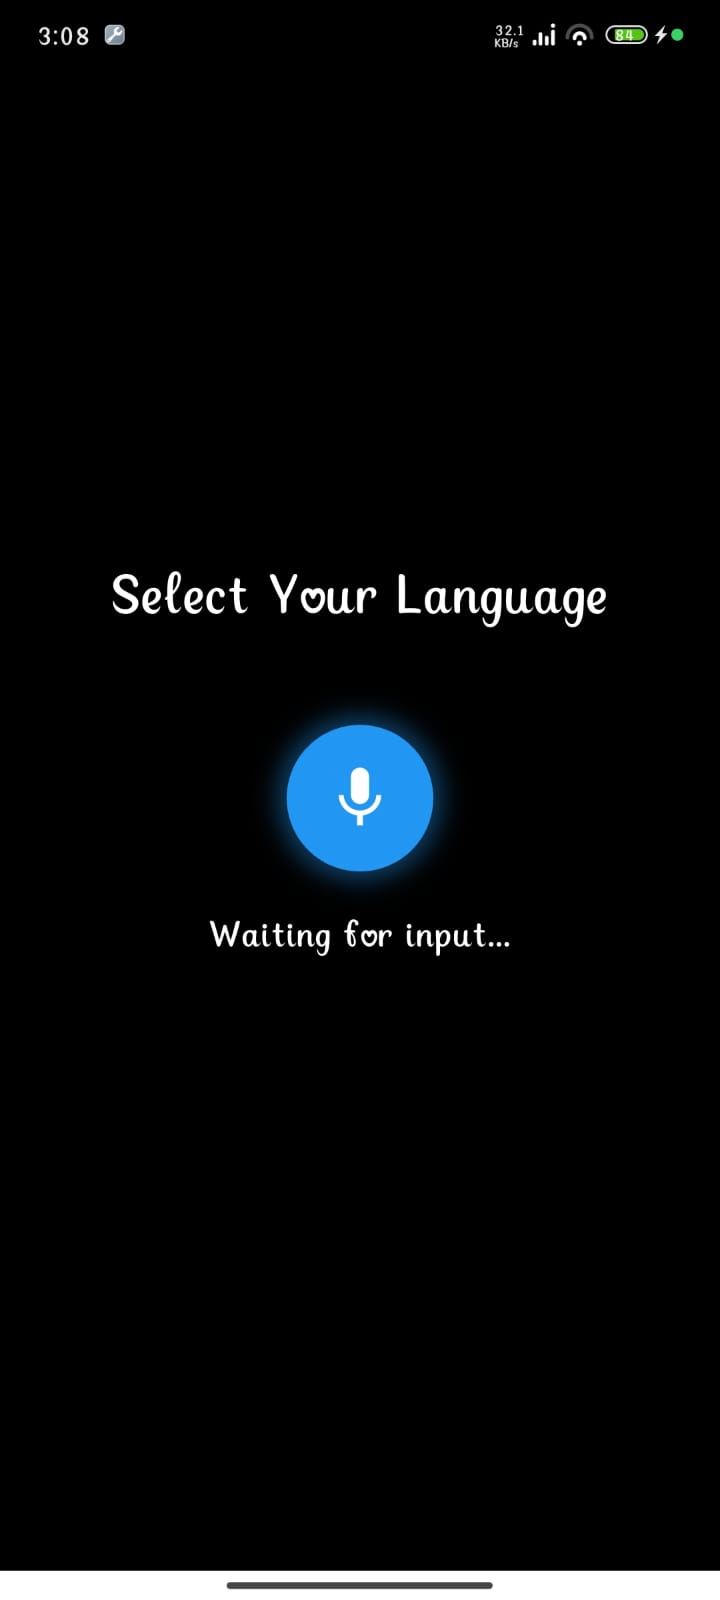 3:08
32.1
KB/s
84
Select Your Language
Waiting for input...